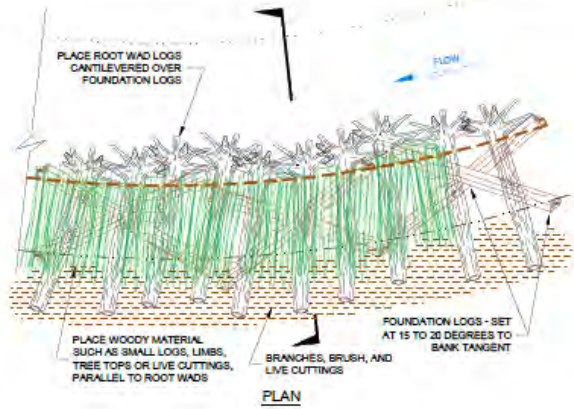 PLACE ROOT WAD LOGS
CANTILEVERED OVER
FOUNDATION LOGS
FLOW
PLACE WOODY MATERIAL
SUCH AS SMALL LOGS, LIMBS,
TREE TOPS OR LIVE CUTTINGS,
PARALLEL TO ROOT WADS
BRANCHES, BRUSH, AND
LIVE CUTTINGS
FOUNDATION LOGS - SET
AT 15 TO 20 DEGREES TO
BANK TANGENT
PLAN